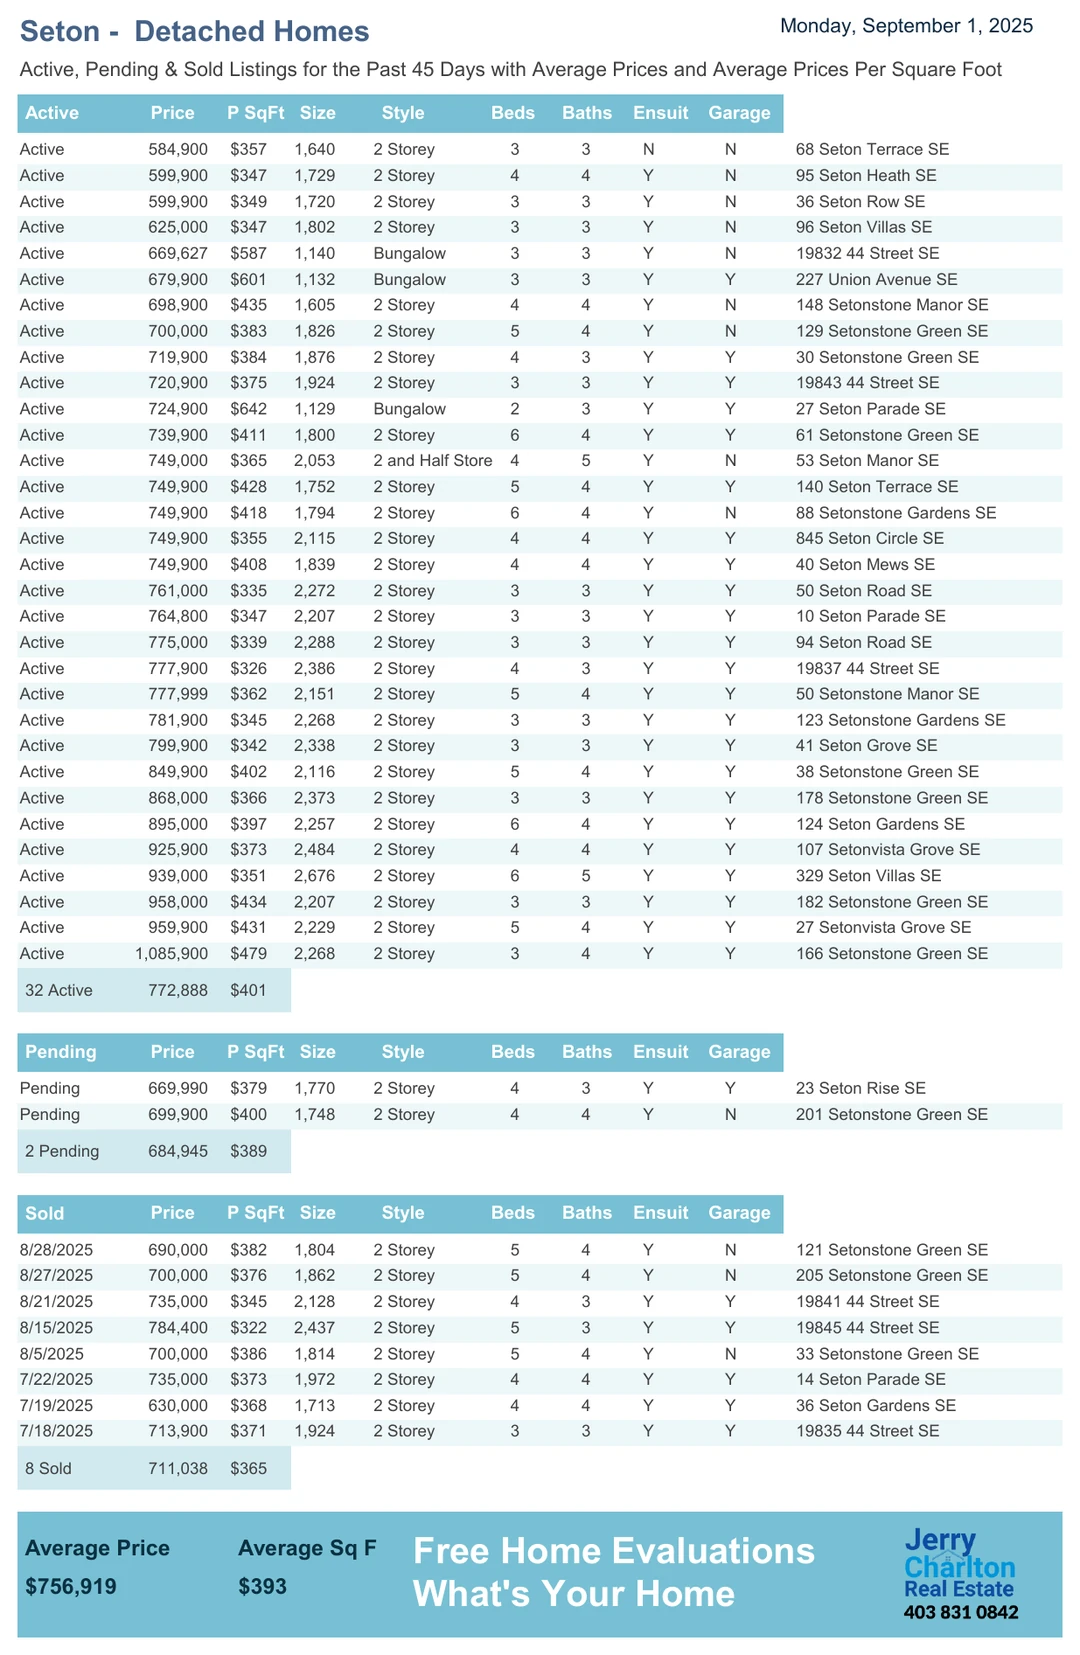 Seton - Detached Homes
Monday, September 1, 2025
Active, Pending & Sold Listings for the Past 45 Days with Average Prices and Average Prices Per Square Foot
Active Price P SqFt Size Style Beds Baths Ensuit Garage
Active 584,900 $357 1,640 2 Storey 3 3 N N 68 Seton Terrace SE
Active 599,900 $347 1,729 2 Storey 4 4 Y N 95 Seton Heath SE
Active 599,900 $349 1,720 2 Storey 3 3 Y N 36 Seton Row SE
Active 625,000 $347 1,802 2 Storey 3 3 Y N 96 Seton Villas SE
Active 669,627 $587 1,140 Bungalow 3 3 Y N 19832 44 Street SE
Active 679,900 $601 1,132 Bungalow 3 3 Y Y 227 Union Avenue SE
Active 698,900 $435 1,605 2 Storey 4 4 Y N 148 Setonstone Manor SE
Active 700,000 $383 1,826 2 Storey 5 4 Y N 129 Setonstone Green SE
Active 719,900 $384 1,876 2 Storey 4 3 Y Y 30 Setonstone Green SE
Active 720,900 $375 1,924 2 Storey 3 3 Y Y 19843 44 Street SE
Active 724,900 $642 1,129 Bungalow 2 3 Y Y 27 Seton Parade SE
Active 739,900 $411 1,800 2 Storey 6 4 Y Y 61 Setonstone Green SE
Active 749,000 $365 2,053 2 and Half Store 4 5 Y N 53 Seton Manor SE
Active 749,900 $428 1,752 2 Storey 5 4 Y Y 140 Seton Terrace SE
Active 749,900 $418 1,794 2 Storey 6 4 Y N 88 Setonstone Gardens SE
Active 749,900 $355 2,115 2 Storey 4 4 Y Y 845 Seton Circle SE
Active 749,900 $408 1,839 2 Storey 4 4 Y Y 40 Seton Mews SE
Active 761,000 $335 2,272 2 Storey 3 3 Y Y 50 Seton Road SE
Active 764,800 $347 2,207 2 Storey 3 3 Y Y 10 Seton Parade SE
Active 775,000 $339 2,288 2 Storey 3 3 Y Y 94 Seton Road SE
Active 777,900 $326 2,386 2 Storey 4 3 Y Y 19837 44 Street SE
Active 777,999 $362 2,151 2 Storey 5 4 Y Y 50 Setonstone Manor SE
Active 781,900 $345 2,268 2 Storey 3 3 Y Y 123 Setonstone Gardens SE
Active 799,900 $342 2,338 2 Storey 3 3 Y Y 41 Seton Grove SE
Active 849,900 $402 2,116 2 Storey 5 4 Y Y 38 Setonstone Green SE
Active 868,000 $366 2,373 2 Storey 3 3 Y Y 178 Setonstone Green SE
Active 895,000 $397 2,257 2 Storey 6 4 Y Y 124 Seton Gardens SE
Active 925,900 $373 2,484 2 Storey 4 4 Y Y 107 Setonvista Grove SE
Active 939,000 $351 2,676 2 Storey 6 5 Y Y 329 Seton Villas SE
Active 958,000 $434 2,207 2 Storey 3 3 Y Y 182 Setonstone Green SE
Active 959,900 $431 2,229 2 Storey 5 4 Y Y 27 Setonvista Grove SE
Active 1,085,900 $479 2,268 2 Storey 3 4 Y Y 166 Setonstone Green SE
32 Active 772,888 $401
Pending Price P SqFt Size Style Beds Baths Ensuit Garage
Pending 669,990 $379 1,770 2 Storey 4 3 Y Y 23 Seton Rise SE
Pending 699,900 $400 1,748 2 Storey 4 4 Y N 201 Setonstone Green SE
2 Pending 684,945 $389
Sold Price P SqFt Size Style Beds Baths Ensuit Garage
8/28/2025 690,000 $382 1,804 2 Storey 5 4 Y N 121 Setonstone Green SE
8/27/2025 700,000 $376 1,862 2 Storey 5 4 Y N 205 Setonstone Green SE
8/21/2025 735,000 $345 2,128 2 Storey 4 3 Y Y 19841 44 Street SE
8/15/2025 784,400 $322 2,437 2 Storey 5 3 Y Y 19845 44 Street SE
8/5/2025 700,000 $386 1,814 2 Storey 5 4 Y N 33 Setonstone Green SE
7/22/2025 735,000 $373 1,972 2 Storey 4 4 Y Y 14 Seton Parade SE
7/19/2025 630,000 $368 1,713 2 Storey 4 4 Y Y 36 Seton Gardens SE
7/18/2025 713,900 $371 1,924 2 Storey 3 3 Y Y 19835 44 Street SE
8 Sold 711,038 $365
Average Price Average Sq F
$756,919 $393
Free Home Evaluations
What's Your Home
Jerry
Charlton
Real Estate
403 831 0842